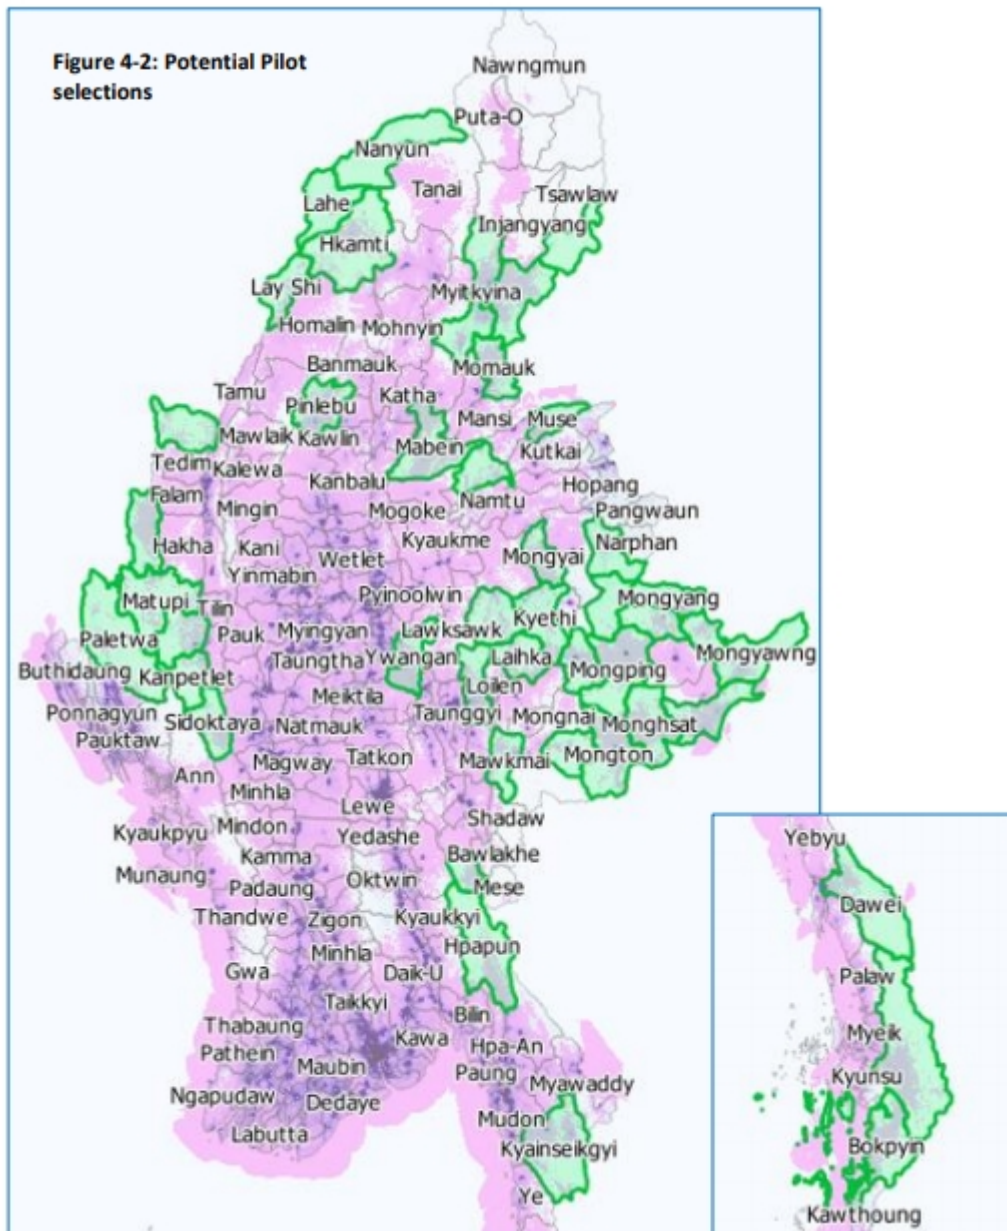 Figure 4-2: Potential Pilot
selections
Nawngmun
Puta-O
Nanyun
Tanai
Tsawlaw
Lahe
Injangyang
Hkamti
Lay Shi
Myitkyina
Homalin Mohnyin
Banmauk
Momauk
Tamu
Katha
Pinlebu
Mansi Muse
Mawlaik Kawlin
Mabein
Kutkai
Tedim Kalewa
Kanbalu
Hopang
Falam
Mingin
Mogoke
Namtu
Pangwaun
Hakha
Kani
Wetlet
Kyaukme
Mongyai
Narphan
Yinmabin
Matupi
Tilin
Pyinoolwin
Mongyang
Paletwa
Pauk
Myingyan
Lawksawk
Kyethi
Buthidaung
Kanpetlet
Taungtha
Ywangan
Laihka
Mongping
Mongyawng
Meiktila
Loilen
Ponnagyun
Sidoktaya
Natmauk
Taunggyi
Mongnai
Monghsat
Pauktaw
Ann
Magway
Tatkon
Mawkmai
Mongton
Minhla
Lewe
Shadaw
Kyaukpyu
Mindon
Yedashe
Bawlakhe
Kamma
Munaung
Padaung
Oktwin
Mese
Thandwe
Zigon
Kyaukkyi
Hpapun
Minhla
Gwa
Daik-U
Taikkyi
Thabaung
Bilin
Pathein
Kawa
Hpa-An
Maubin
Paung
Myawaddy
Ngapudaw
Dedaye
Mudon
Labutta
Kyainseikgyi
Ye
Yebyu
Dawei
Palaw
Myeik
Kyunsu
Bokpyin
Kawthoung